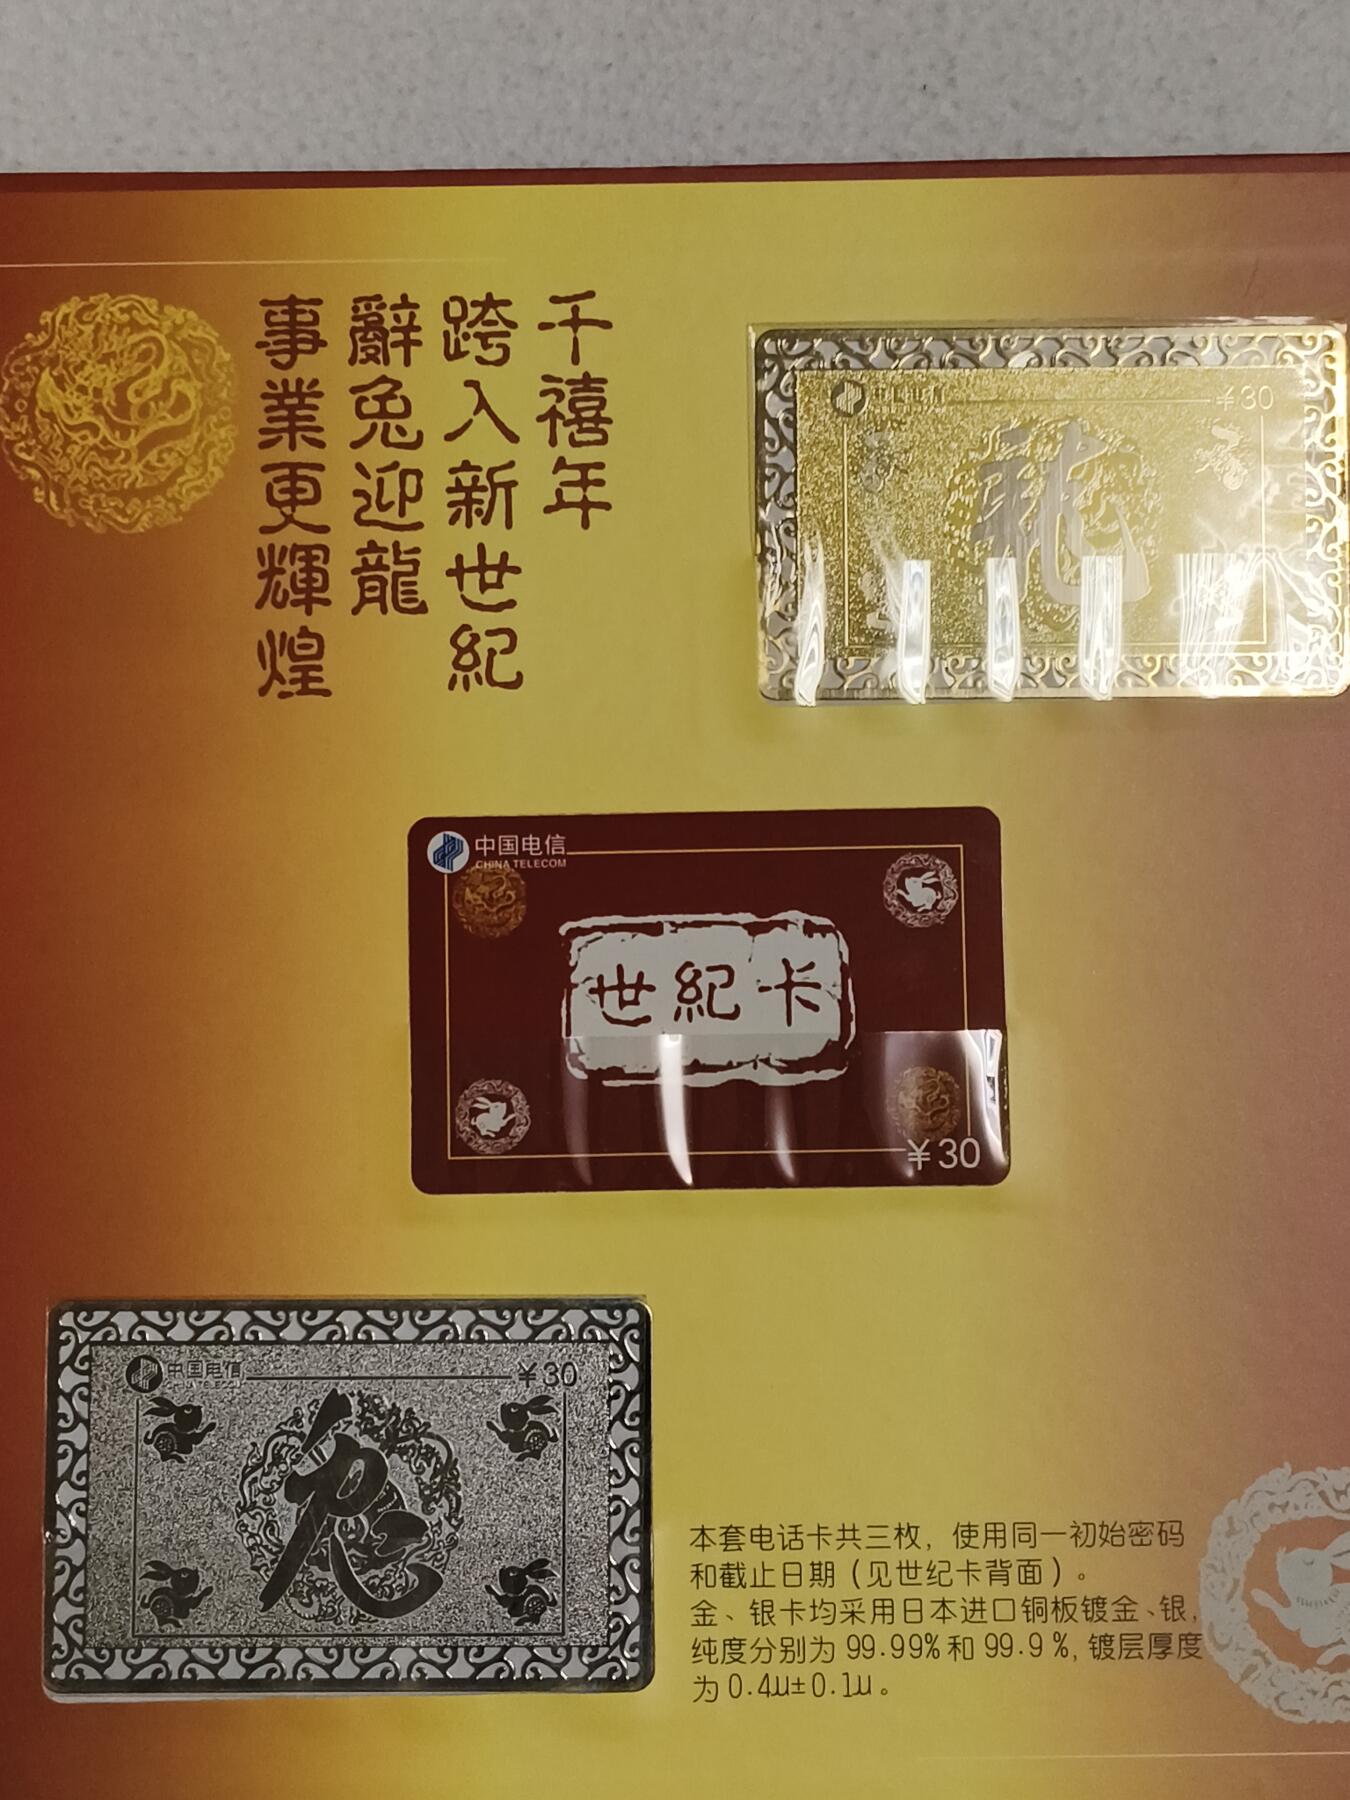 千禧年
跨入新世紀
辭兔迎龍
事業更輝煌
中国电信
¥30
龍
中国电信
CHINA TELECOM
世紀卡
¥30
中国电信
CHINA TELECOM
¥30
兔
本套电话卡共三枚，使用同一初始密码
和截止日期（见世纪卡背面）。
金、银卡均采用日本进口铜板镀金、银，
纯度分别为 99.99% 和 99.9%，镀层厚度
为 0.4μ±0.1μ。